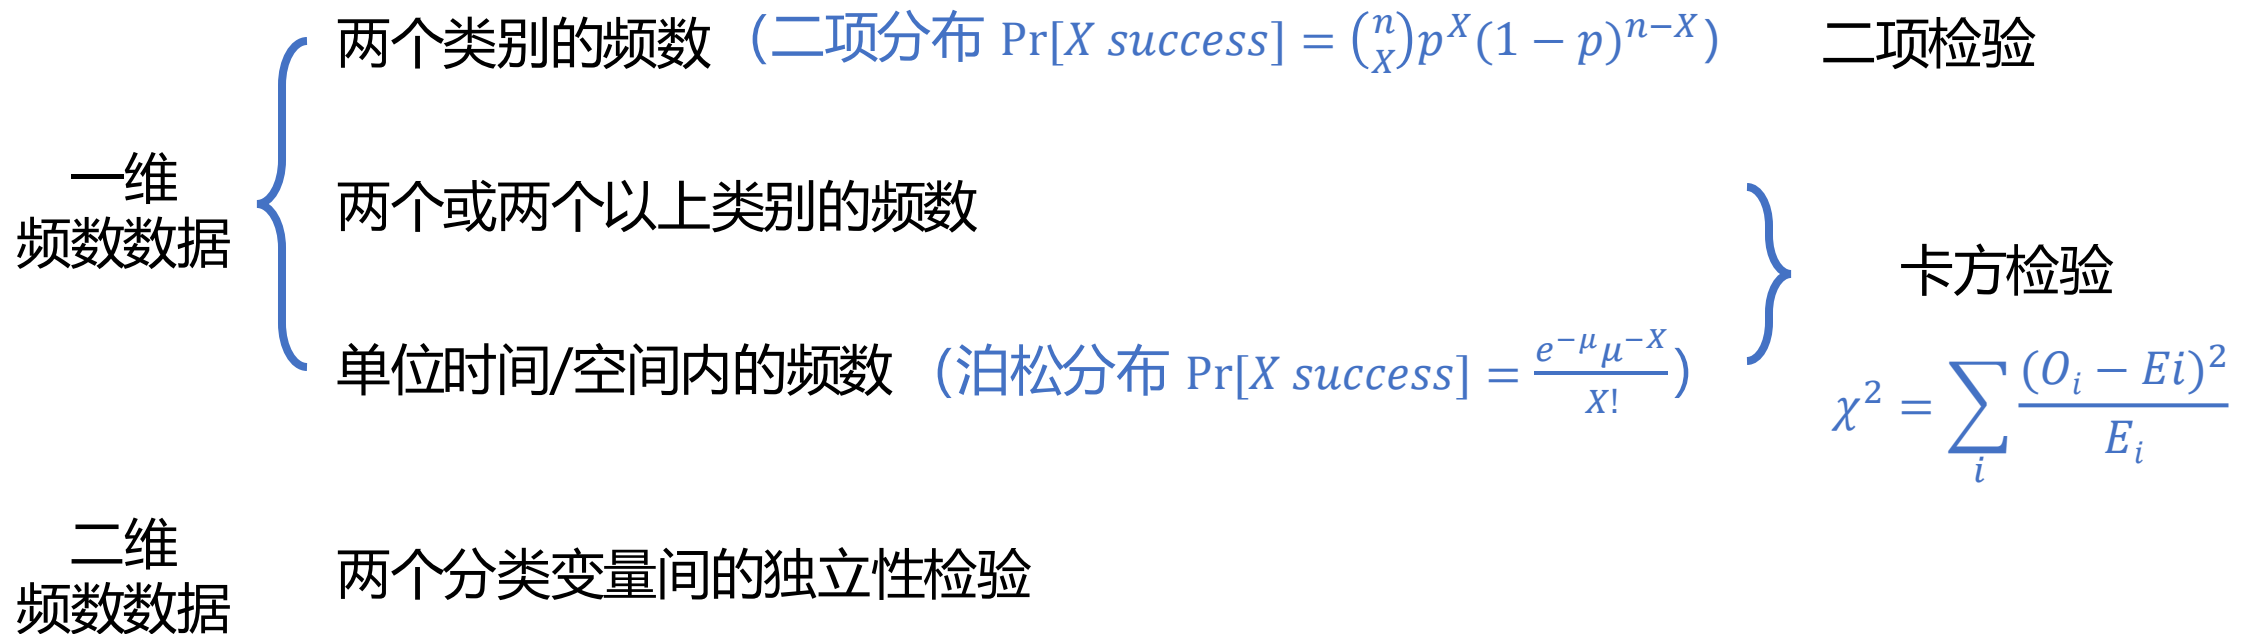 两个类别的频数 (二项分布 Pr[X success] = (n X) p^X (1 − p)^{n−X}) 二项检验
一维
频数数据
两个或两个以上类别的频数
卡方检验
单位时间/空间内的频数 (泊松分布 Pr[X success] = e^{−μ}μ^{−X} / X!)
χ² = ∑_i (O_i − Ei)² / E_i
二维
频数数据
两个分类变量间的独立性检验